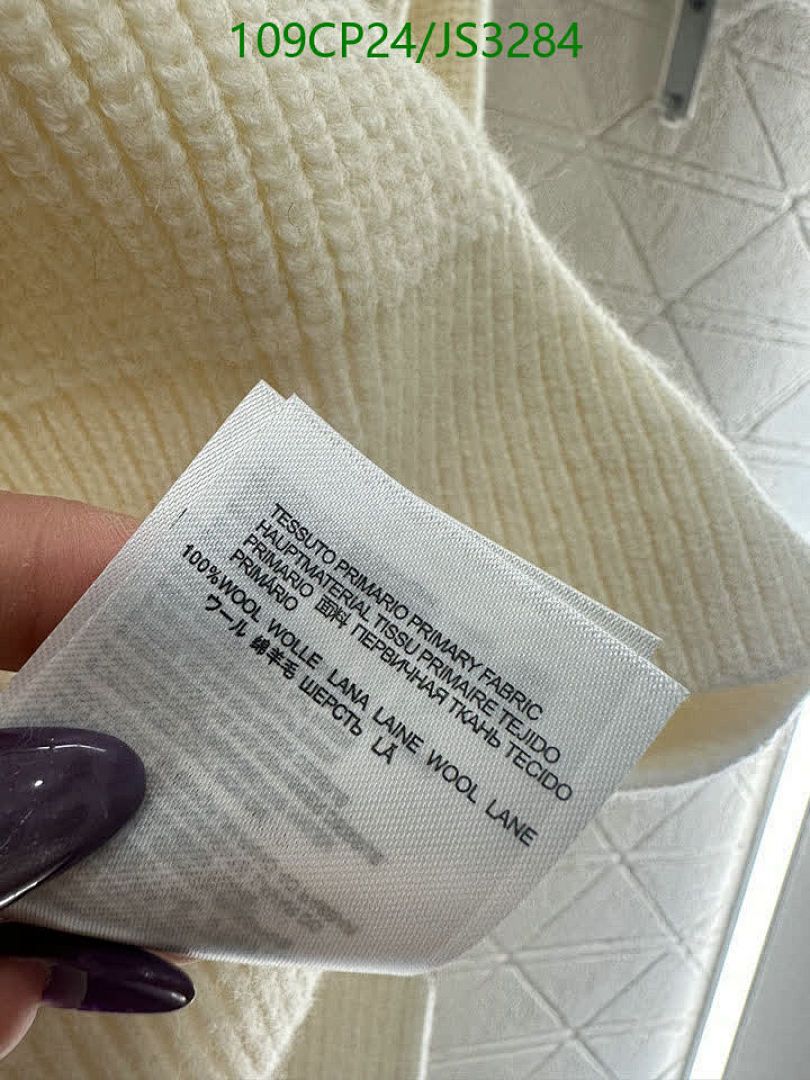 109CP24/JS3284
TESSUTO PRIMARIO PRIMARY FABRIC
HAUPTMATERIAL TISSU PRIMAIRE TEJIDO
PRIMARIO 面料 ПЕРВИЧНАЯ ТКАНЬ TECIDO
PRIMÁRIO
100%WOOL WOLLE LANA LAINE WOOL LANE
ウール 绵羊毛 ШЕРСТЬ LÃ